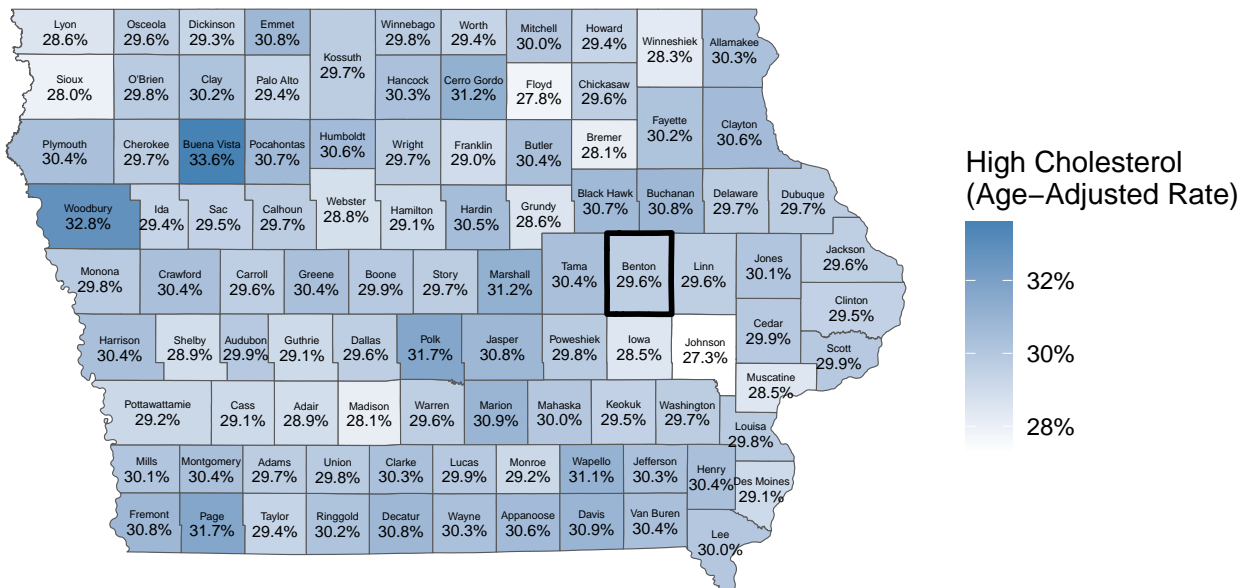 Lyon
28.6%
Osceola
29.6%
Dickinson
29.3%
Emmet
30.8%
Kossuth
29.7%
Winnebago
29.8%
Worth
29.4%
Mitchell
30.0%
Howard
29.4%
Winneshiek
28.3%
Allamakee
30.3%
Sioux
28.0%
O'Brien
29.8%
Clay
30.2%
Palo Alto
29.4%
Hancock
30.3%
Cerro Gordo
31.2%
Floyd
27.8%
Chickasaw
29.6%
Fayette
30.2%
Clayton
30.6%
Plymouth
30.4%
Cherokee
29.7%
Buena Vista
33.6%
Pocahontas
30.7%
Humboldt
30.6%
Wright
29.7%
Franklin
29.0%
Butler
30.4%
Bremer
28.1%
Woodbury
32.8%
Ida
29.4%
Sac
29.5%
Calhoun
29.7%
Webster
28.8%
Hamilton
29.1%
Hardin
30.5%
Grundy
28.6%
Black Hawk
30.7%
Buchanan
30.8%
Delaware
29.7%
Dubuque
29.7%
Monona
29.8%
Crawford
30.4%
Carroll
29.6%
Greene
30.4%
Boone
29.9%
Story
29.7%
Marshall
31.2%
Tama
30.4%
Benton
29.6%
Linn
29.6%
Jones
30.1%
Jackson
29.6%
Clinton
29.5%
Harrison
30.4%
Shelby
28.9%
Audubon
29.9%
Guthrie
29.1%
Dallas
29.6%
Polk
31.7%
Jasper
30.8%
Poweshiek
29.8%
Iowa
28.5%
Johnson
27.3%
Cedar
29.9%
Scott
29.9%
Muscatine
28.5%
Pottawattamie
29.2%
Cass
29.1%
Adair
28.9%
Madison
28.1%
Warren
29.6%
Marion
30.9%
Mahaska
30.0%
Keokuk
29.5%
Washington
29.7%
Louisa
29.8%
Mills
30.1%
Montgomery
30.4%
Adams
29.7%
Union
29.8%
Clarke
30.3%
Lucas
29.9%
Monroe
29.2%
Wapello
31.1%
Jefferson
30.3%
Henry
30.4%
Des Moines
29.1%
Fremont
30.8%
Page
31.7%
Taylor
29.4%
Ringgold
30.2%
Decatur
30.8%
Wayne
30.3%
Appanoose
30.6%
Davis
30.9%
Van Buren
30.4%
Lee
30.0%
High Cholesterol
(Age−Adjusted Rate)
32%
30%
28%